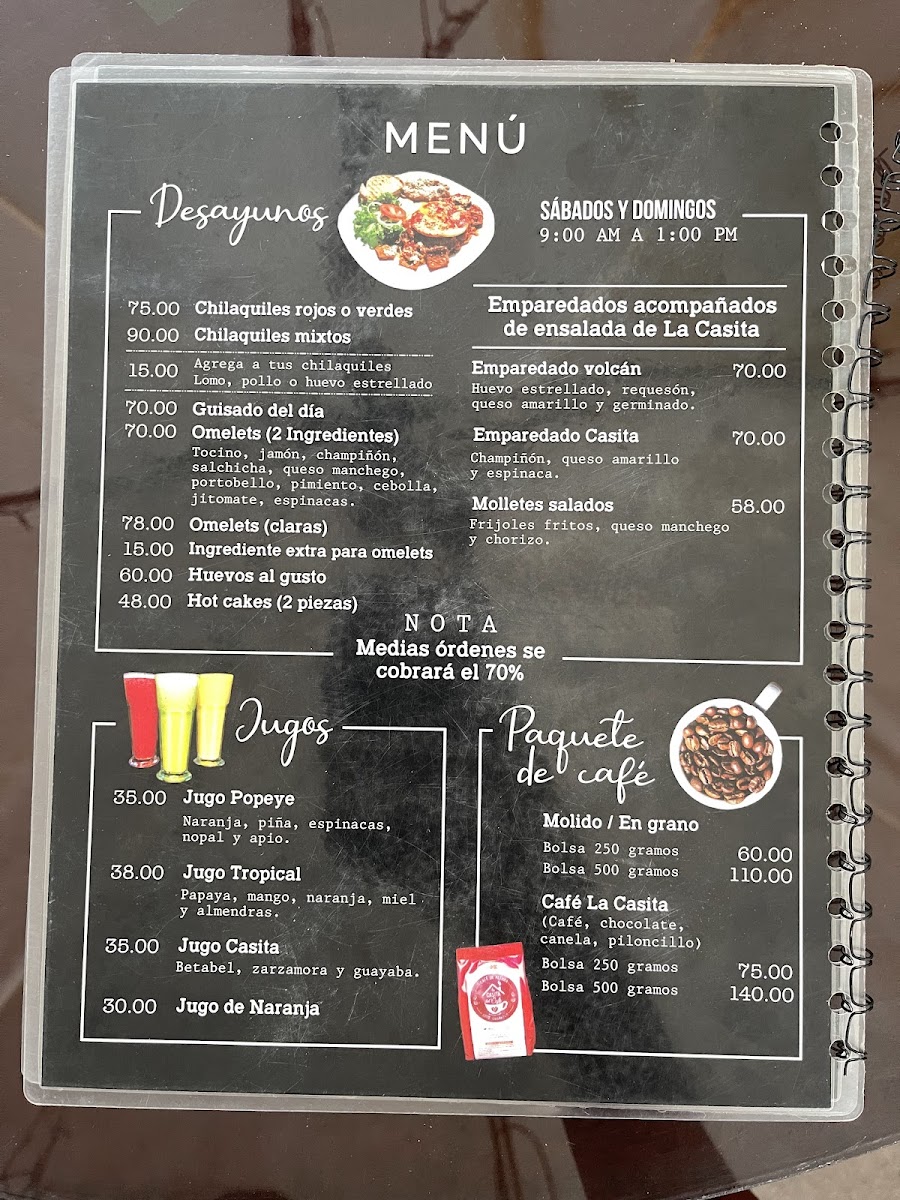 MENÚ
Desayunos
SÁBADOS Y DOMINGOS
9:00 AM A 1:00 PM
75.00 Chilaquiles rojos o verdes
90.00 Chilaquiles mixtos
15.00 Agrega a tus chilaquiles
Lomo, pollo o huevo estrellado
70.00 Guisado del día
70.00 Omelets (2 Ingredientes)
Tocino, jamón, champiñón,
salchicha, queso manchego,
portobello, pimiento, cebolla,
jitomate, espinacas.
78.00 Omelets (claras)
15.00 Ingrediente extra para omelets
60.00 Huevos al gusto
48.00 Hot cakes (2 piezas)
Emparedados acompañados
de ensalada de La Casita
Emparedado volcán 70.00
Huevo estrellado, requesón,
queso amarillo y germinado.
Emparedado Casita 70.00
Champiñón, queso amarillo
y espinaca.
Molletes salados 58.00
Frijoles fritos, queso manchego
y chorizo.
NOTA
Medias órdenes se
cobrará el 70%
Jugos
35.00 Jugo Popeye
Naranja, piña, espinacas,
nopal y apio.
38.00 Jugo Tropical
Papaya, mango, naranja, miel
y almendras.
35.00 Jugo Casita
Betabel, zarzamora y guayaba.
30.00 Jugo de Naranja
Paquete
de café
Molido / En grano
Bolsa 250 gramos 60.00
Bolsa 500 gramos 110.00
Café La Casita
(Café, chocolate,
canela, piloncillo)
Bolsa 250 gramos 75.00
Bolsa 500 gramos 140.00